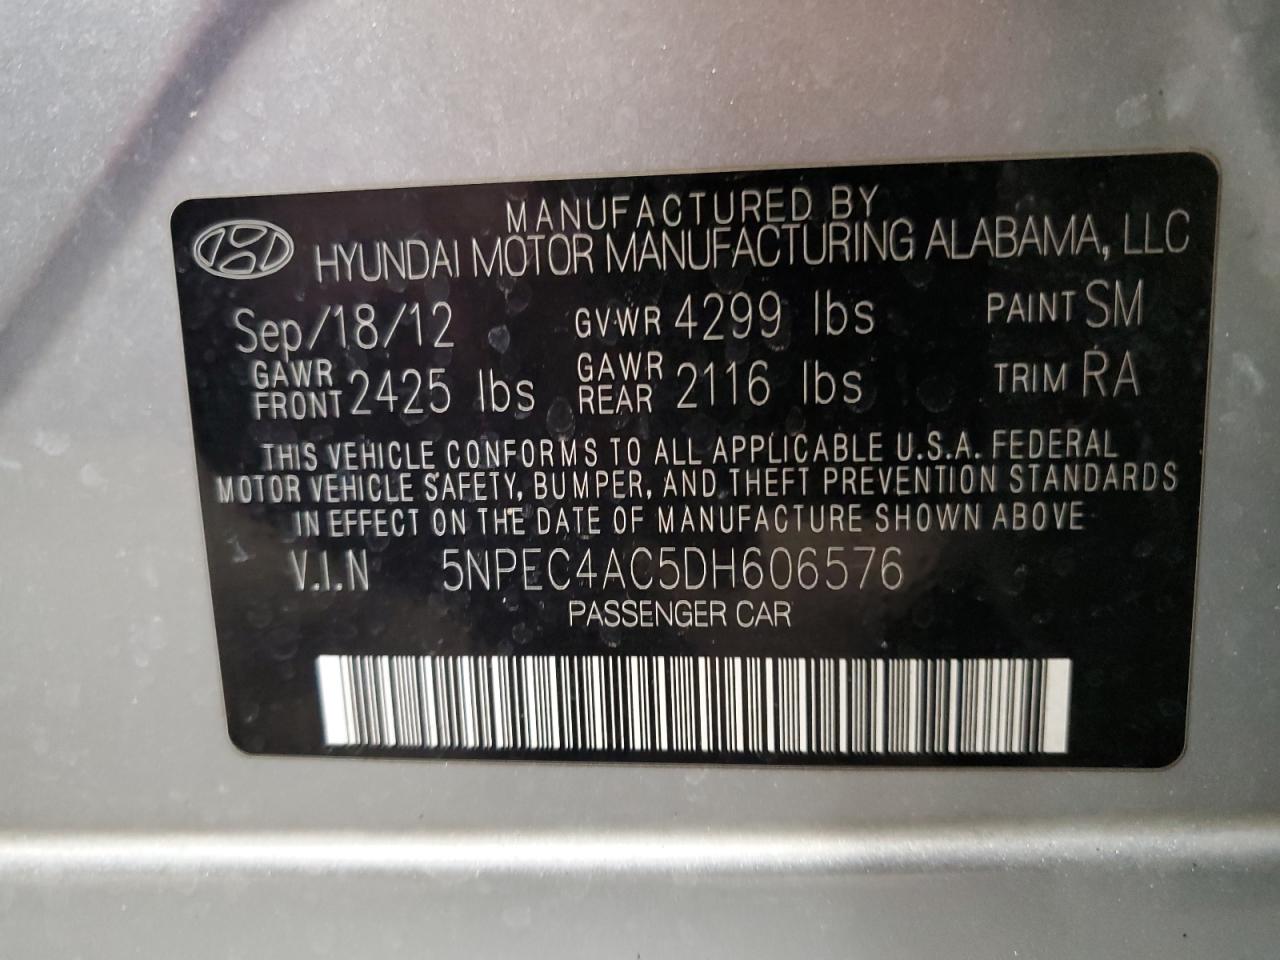 MANUFACTURED BY
HYUNDAI MOTOR MANUFACTURING ALABAMA, LLC
Sep/18/12 GVWR 4299 lbs PAINT SM
GAWR FRONT 2425 lbs GAWR REAR 2116 lbs TRIM RA
THIS VEHICLE CONFORMS TO ALL APPLICABLE U.S.A. FEDERAL
MOTOR VEHICLE SAFETY, BUMPER, AND THEFT PREVENTION STANDARDS
IN EFFECT ON THE DATE OF MANUFACTURE SHOWN ABOVE
V.I.N 5NPEC4AC5DH606576
PASSENGER CAR